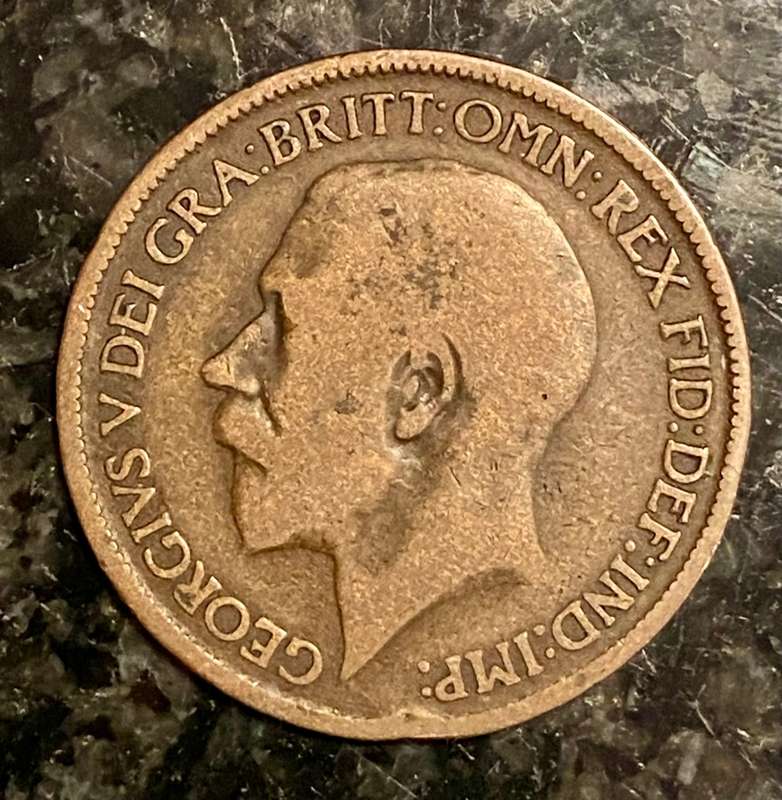 GEORGIVS V DEI GRA: BRITT: OMN: REX FID: DEF: IND: IMP: